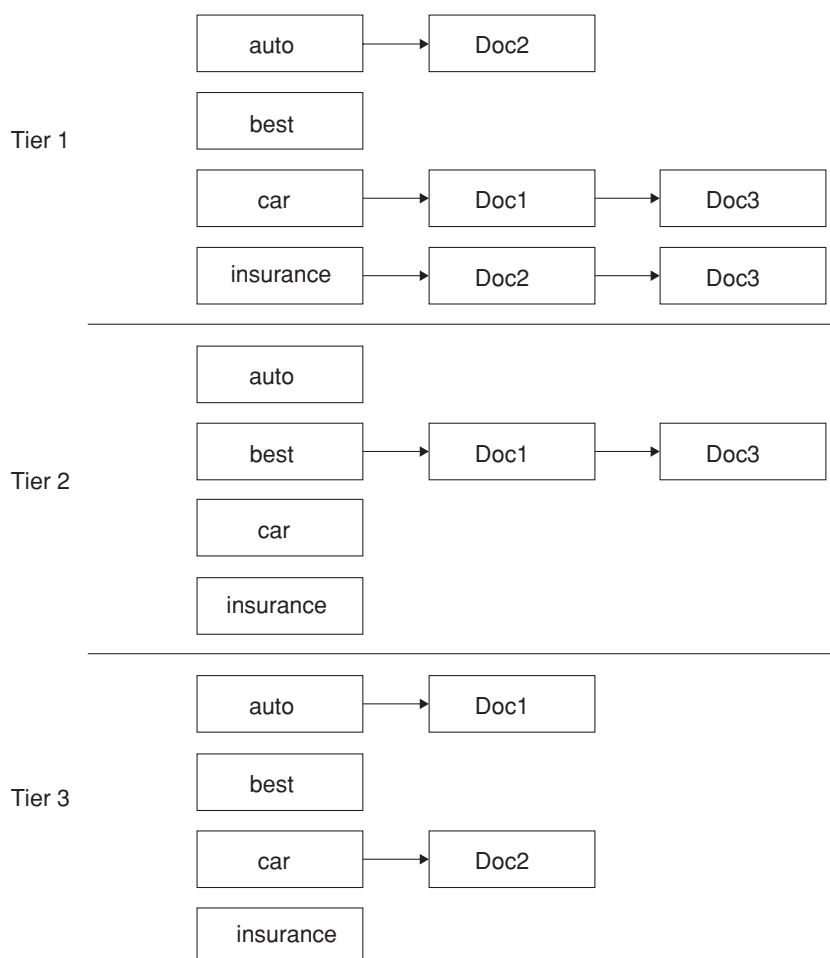 auto Doc2
Tier 1
best
car Doc1 Doc3
insurance Doc2 Doc3
auto
best Doc1 Doc3
Tier 2
car
insurance
auto Doc1
best
Tier 3
car Doc2
insurance